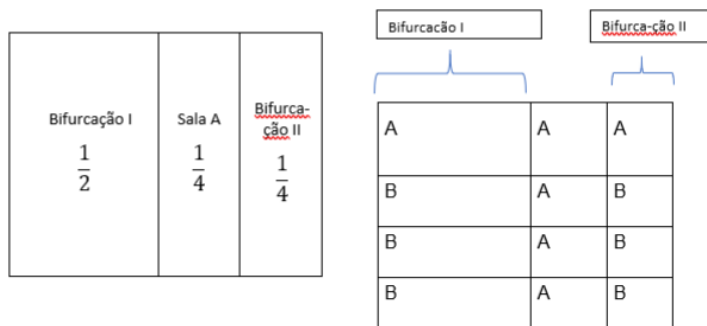 Bifurcação I
1
2
Sala A
1
4
Bifurca-
ção II
1
4
Bifurcacão I
Bifurca-ção II
A A A
B A B
B A B
B A B